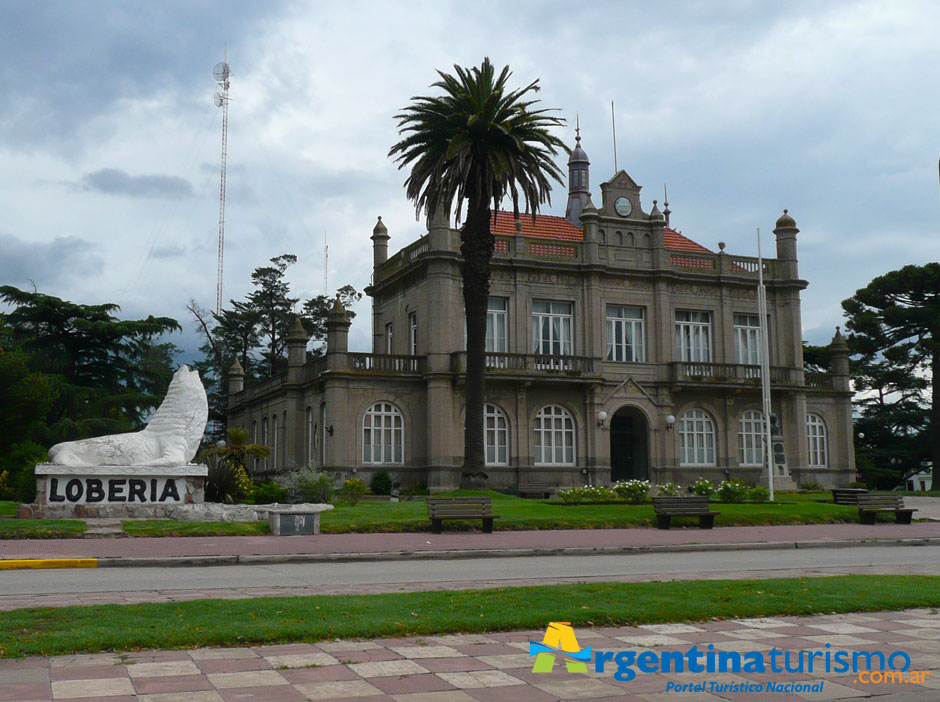 LOBERIA
Argentinaturismo
.com.ar
Portal Turístico Nacional